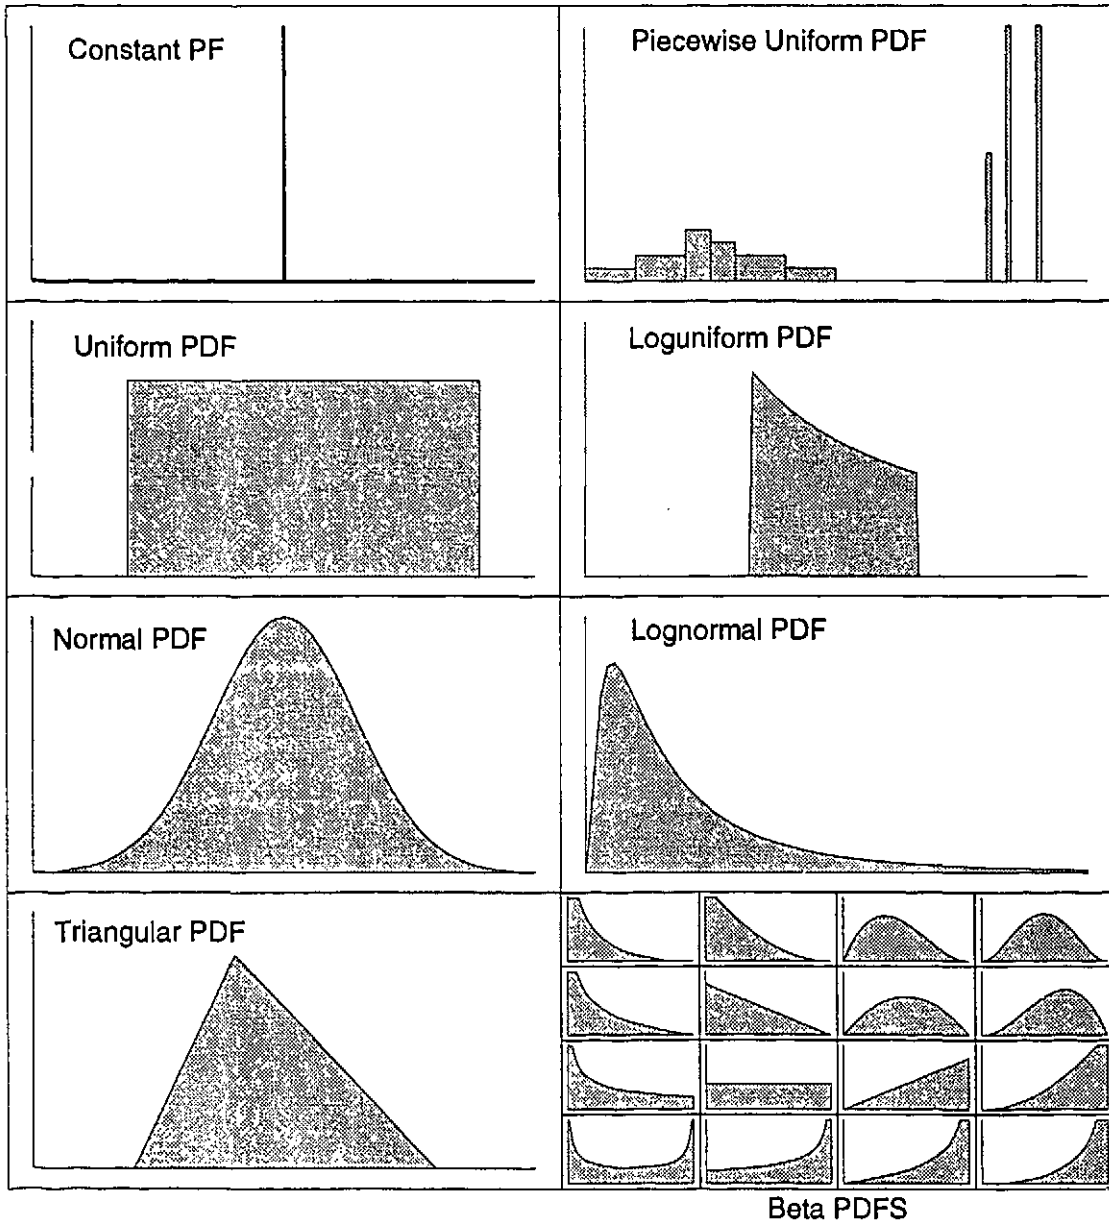 Constant PF
Piecewise Uniform PDF
Uniform PDF
Loguniform PDF
Normal PDF
Lognormal PDF
Triangular PDF
Beta PDFS